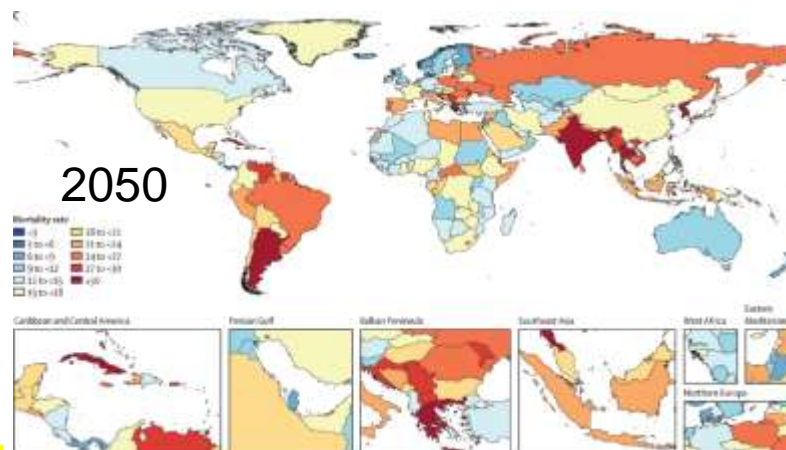 2050
Mortality rate
<3
3 to <6
6 to <9
9 to <12
12 to <15
15 to <18
18 to <21
21 to <24
24 to <27
27 to <30
≥30
Caribbean and Central America
Persian Gulf
Balkan Peninsula
Southeast Asia
West Africa
Eastern
Northern Europe